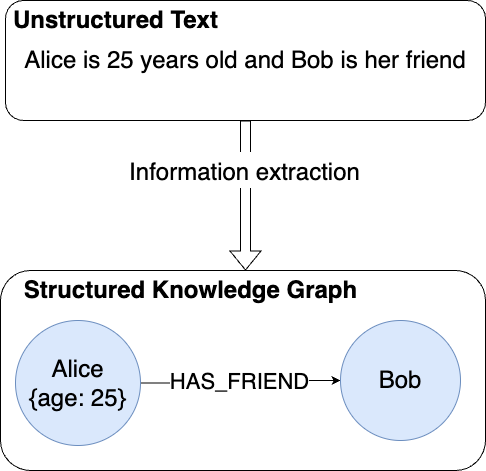 Unstructured Text
Alice is 25 years old and Bob is her friend
Information extraction
Structured Knowledge Graph
Alice
{age: 25}
HAS_FRIEND
Bob